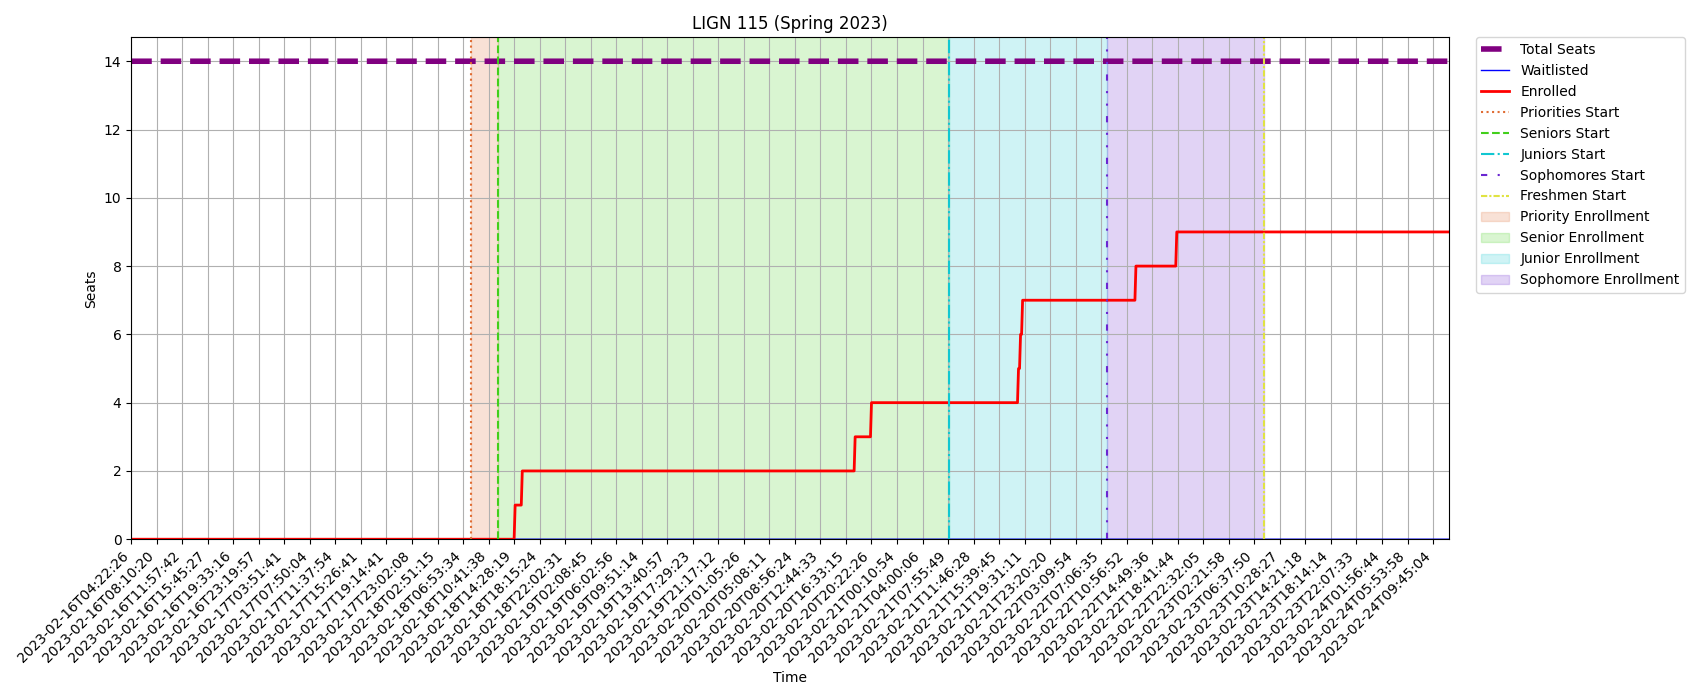 LIGN 115 (Spring 2023)
Seats
14
12
10
8
6
4
2
0
2023-02-16T04:22:26
2023-02-16T08:10:20
2023-02-16T11:57:42
2023-02-16T15:45:27
2023-02-16T19:33:16
2023-02-16T23:19:57
2023-02-17T03:51:41
2023-02-17T07:50:04
2023-02-17T11:37:54
2023-02-17T15:26:41
2023-02-17T19:14:41
2023-02-17T23:02:08
2023-02-18T02:51:15
2023-02-18T06:53:34
2023-02-18T10:41:38
2023-02-18T14:28:19
2023-02-18T18:15:24
2023-02-18T22:02:31
2023-02-19T02:08:45
2023-02-19T06:02:56
2023-02-19T09:51:14
2023-02-19T13:40:57
2023-02-19T17:29:23
2023-02-19T21:17:12
2023-02-20T01:05:26
2023-02-20T05:08:11
2023-02-20T08:56:24
2023-02-20T12:44:33
2023-02-20T16:33:15
2023-02-20T20:22:26
2023-02-21T00:10:54
2023-02-21T04:00:06
2023-02-21T07:55:49
2023-02-21T11:46:28
2023-02-21T15:39:45
2023-02-21T19:31:11
2023-02-21T23:20:20
2023-02-22T03:09:54
2023-02-22T07:06:35
2023-02-22T10:56:52
2023-02-22T14:49:36
2023-02-22T18:41:44
2023-02-22T22:32:05
2023-02-23T02:21:58
2023-02-23T06:37:50
2023-02-23T10:28:27
2023-02-23T14:21:18
2023-02-23T18:14:14
2023-02-23T22:07:33
2023-02-24T01:56:44
2023-02-24T05:53:58
2023-02-24T09:45:04
Time
Total Seats
Waitlisted
Enrolled
Priorities Start
Seniors Start
Juniors Start
Sophomores Start
Freshmen Start
Priority Enrollment
Senior Enrollment
Junior Enrollment
Sophomore Enrollment